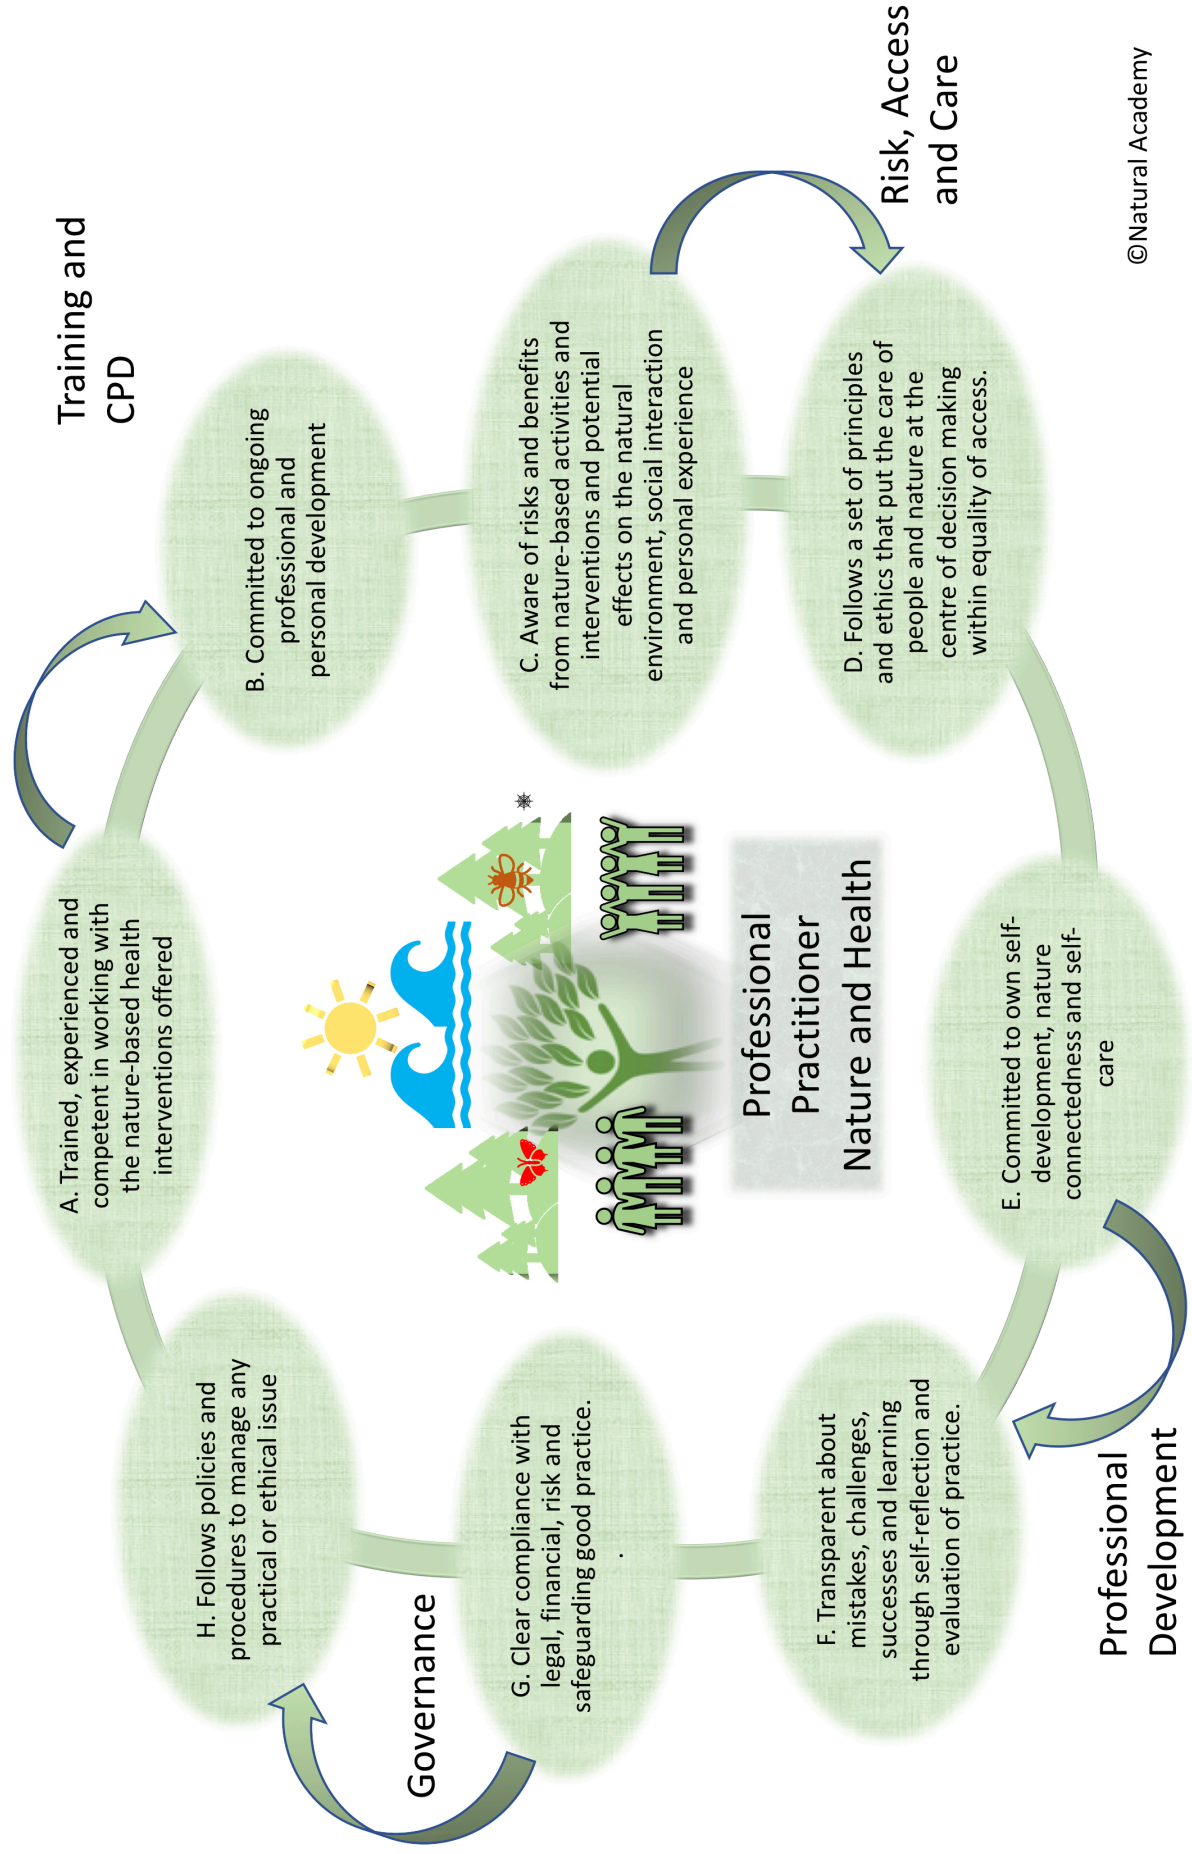 Training and
CPD
A. Trained, experienced and
competent in working with
the nature-based health
interventions offered
B. Committed to ongoing
professional and
personal development
C. Aware of risks and benefits
from nature-based activities and
interventions and potential
effects on the natural
environment, social interaction
and personal experience
Risk, Access
and Care
D. Follows a set of principles
and ethics that put the care of
people and nature at the
centre of decision making
within equality of access.
E. Committed to own self-
development, nature
connectedness and self-
care
Professional
Development
F. Transparent about
mistakes, challenges,
successes and learning
through self-reflection and
evaluation of practice.
Governance
G. Clear compliance with
legal, financial, risk and
safeguarding good practice.
.
H. Follows policies and
procedures to manage any
practical or ethical issue
Professional
Practitioner
Nature and Health
©Natural Academy